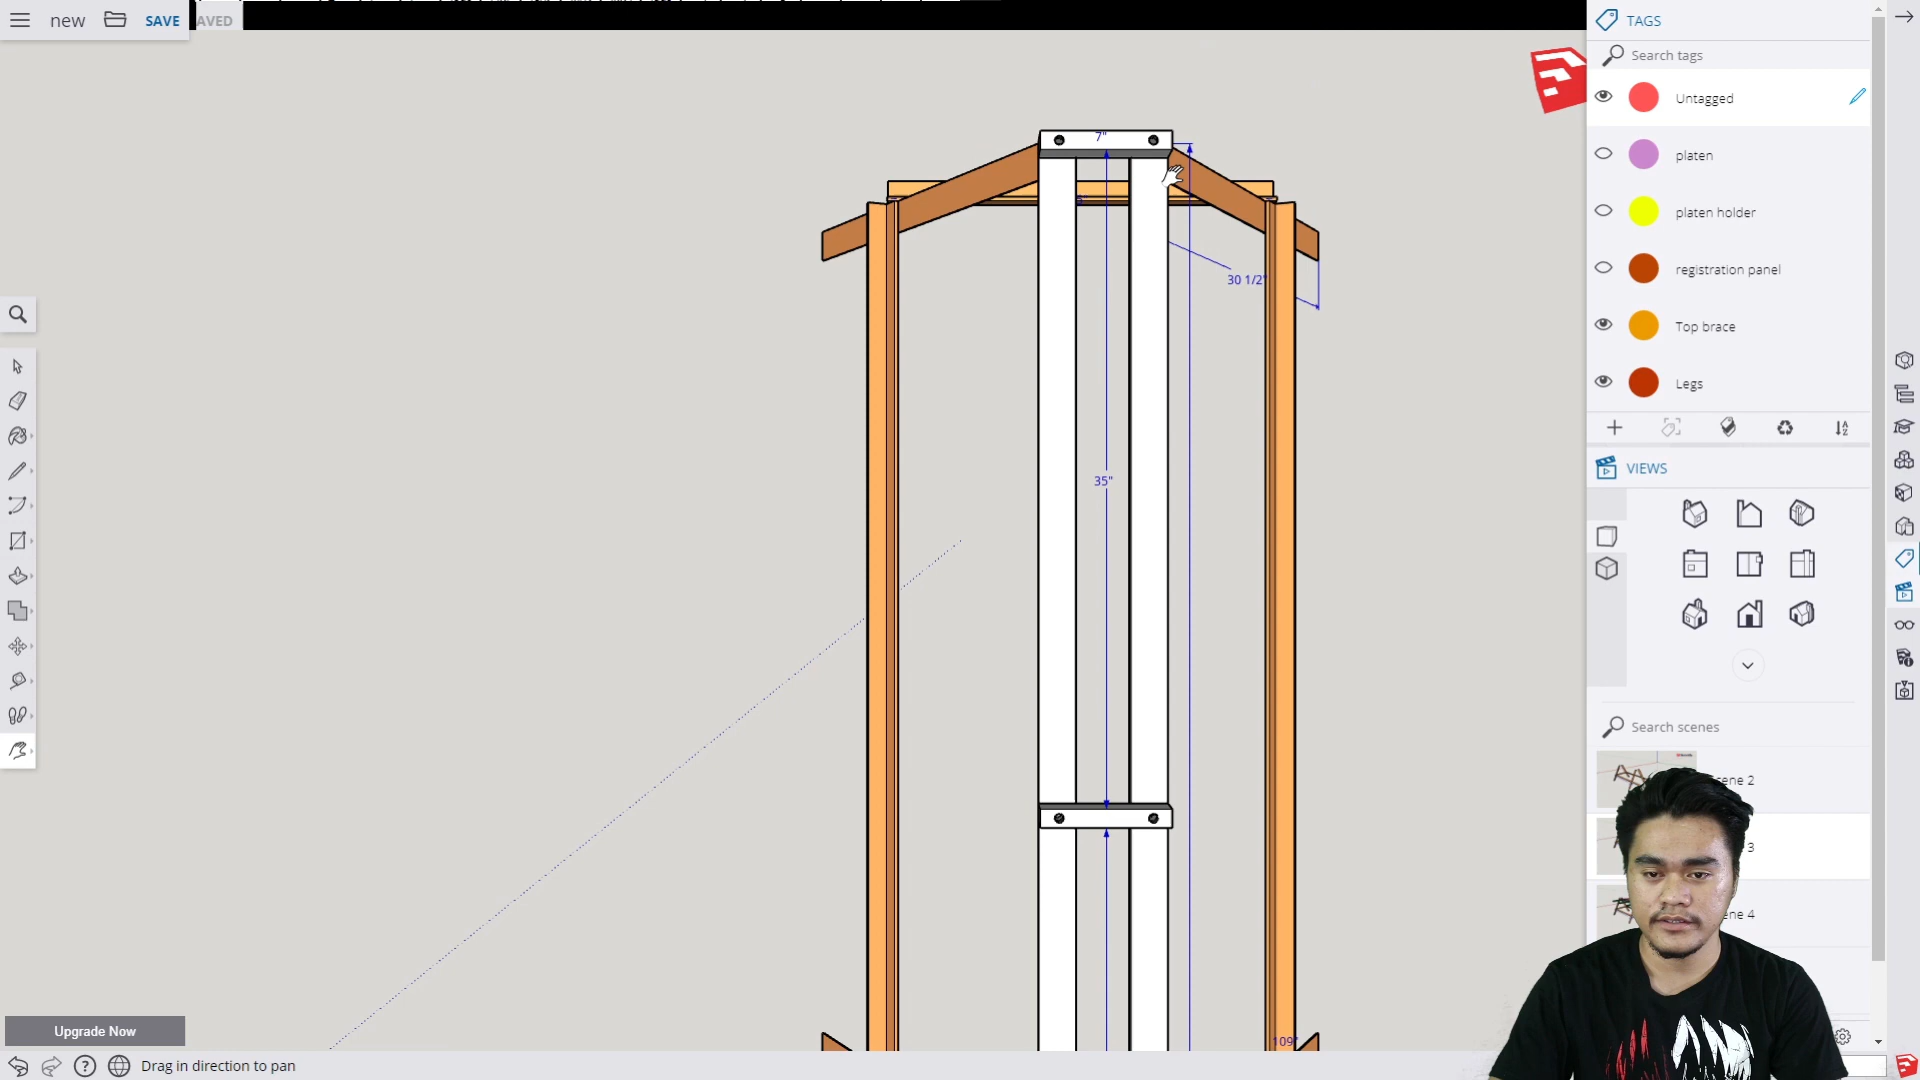 new
SAVE
AVED
TAGS
Search tags
Untagged
platen
platen holder
registration panel
Top brace
Legs
VIEWS
Search scenes
ene 2
3
ene 4
7"
30 1/2"
35"
109"
Upgrade Now
Drag in direction to pan